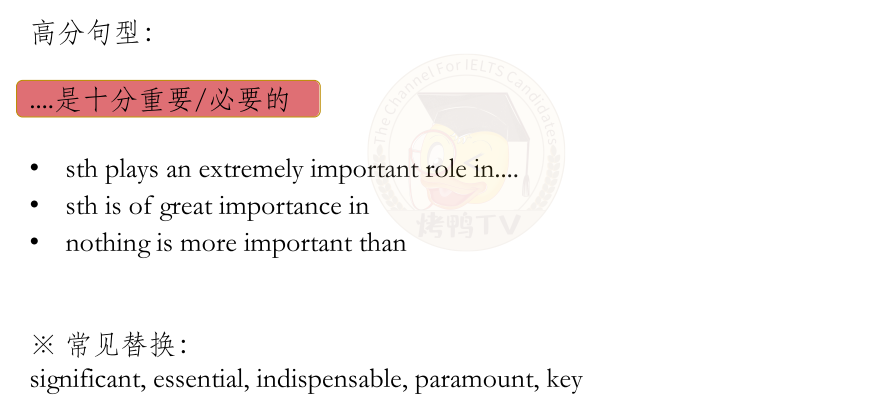 高分句型：
....是十分重要/必要的
• sth plays an extremely important role in....
• sth is of great importance in
• nothing is more important than
The Channel For IELTS Candidates
烤鸭TV
※ 常见替换：
significant, essential, indispensable, paramount, key